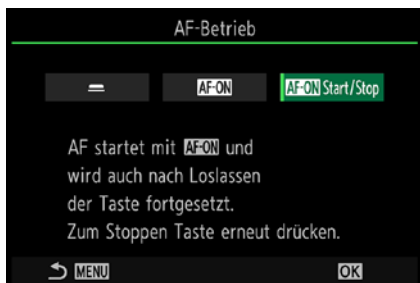 AF-Betrieb
AF-ON AF-ON Start/Stop
AF startet mit AF-ON und
wird auch nach Loslassen
der Taste fortgesetzt.
Zum Stoppen Taste erneut drücken.
MENU OK